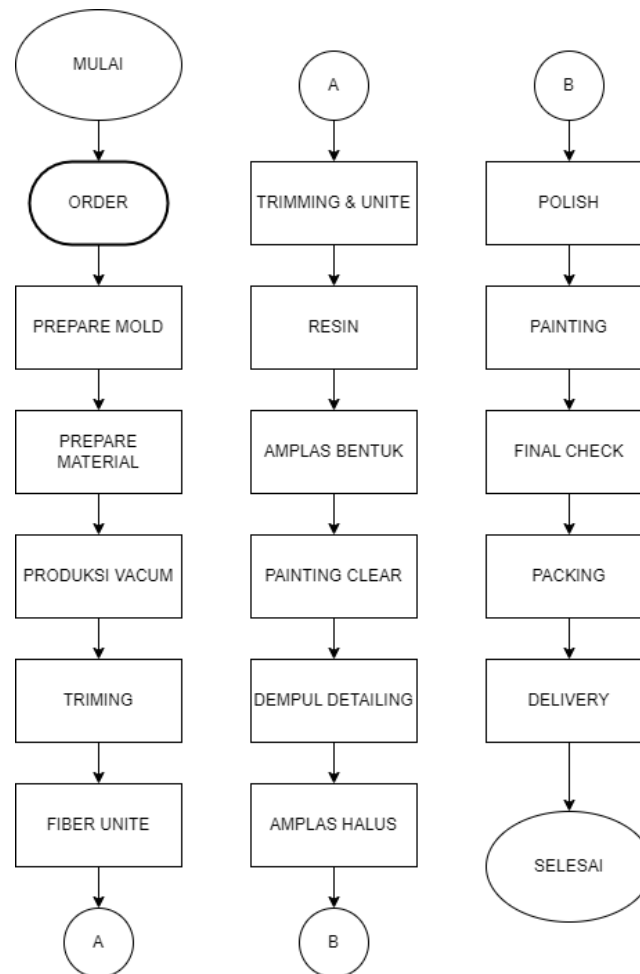 MULAI
ORDER
PREPARE MOLD
PREPARE
MATERIAL
PRODUKSI VACUM
TRIMING
FIBER UNITE
A
A
TRIMMING & UNITE
RESIN
AMPLAS BENTUK
PAINTING CLEAR
DEMPUL DETAILING
AMPLAS HALUS
B
B
POLISH
PAINTING
FINAL CHECK
PACKING
DELIVERY
SELESAI